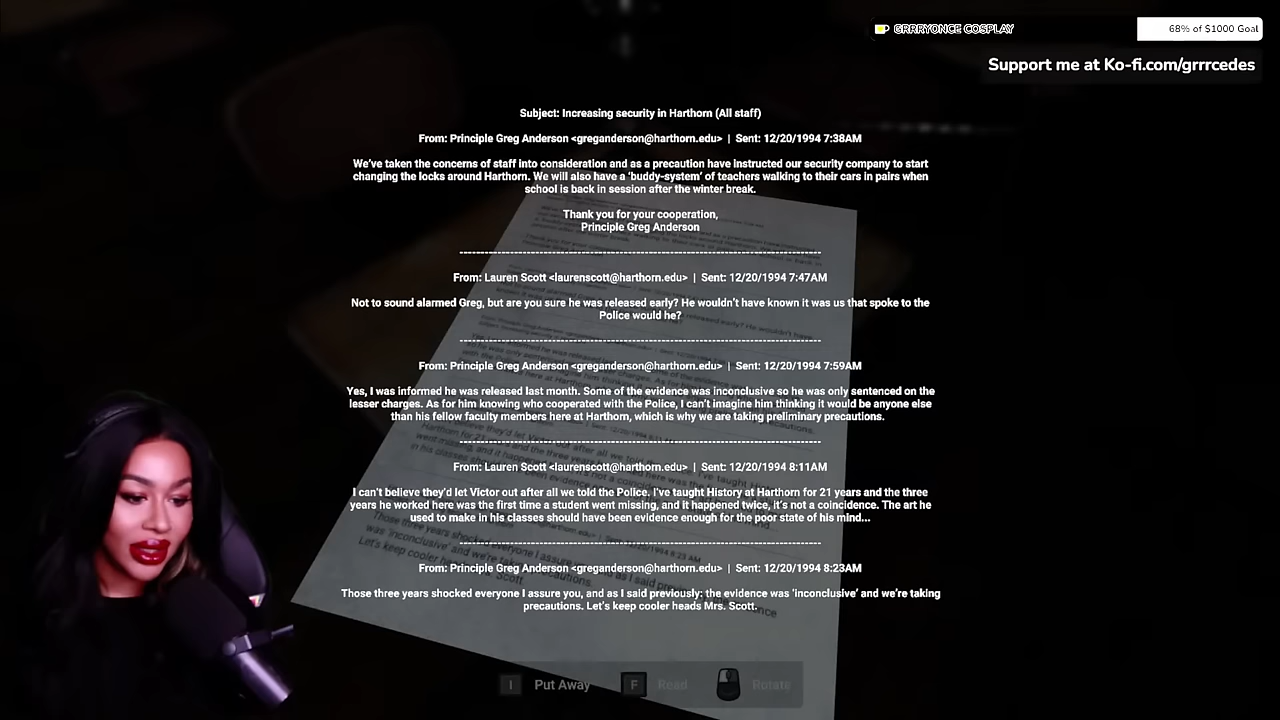 GRRRYONCE COSPLAY
68% of $1000 Goal
Support me at Ko-fi.com/grrrcedes
Subject: Increasing security in Harthorn (All staff)
From: Principle Greg Anderson <greganderson@harthorn.edu> | Sent: 12/20/1994 7:38AM
We've taken the concerns of staff into consideration and as a precaution have instructed our security company to start
changing the locks around Harthorn. We will also have a 'buddy-system' of teachers walking to their cars in pairs when
school is back in session after the winter break.
Thank you for your cooperation,
Principle Greg Anderson
From: Lauren Scott <laurenscott@harthorn.edu> | Sent: 12/20/1994 7:47AM
Not to sound alarmed Greg, but are you sure he was released early? He wouldn't have known it was us that spoke to the
Police would he?
From: Principle Greg Anderson <greganderson@harthorn.edu> | Sent: 12/20/1994 7:59AM
Yes, I was informed he was released last month. Some of the evidence was inconclusive so he was only sentenced on the
lesser charges. As for him knowing who cooperated with the Police, I can't imagine him thinking it would be anyone else
than his fellow faculty members here at Harthorn, which is why we are taking preliminary precautions.
From: Lauren Scott <laurenscott@harthorn.edu> | Sent: 12/20/1994 8:11AM
I can't believe they'd let Victor out after all we told the Police. I've taught History at Harthorn for 21 years and the three
years he worked here was the first time a student went missing, and it happened twice, it's not a coincidence. The art he
used to make in his classes should have been evidence enough for the poor state of his mind...
From: Principle Greg Anderson <greganderson@harthorn.edu> | Sent: 12/20/1994 8:23AM
Those three years shocked everyone I assure you, and as I said previously; the evidence was 'inconclusive' and we're taking
precautions. Let's keep cooler heads Mrs. Scott.
I Put Away F Read Rotate